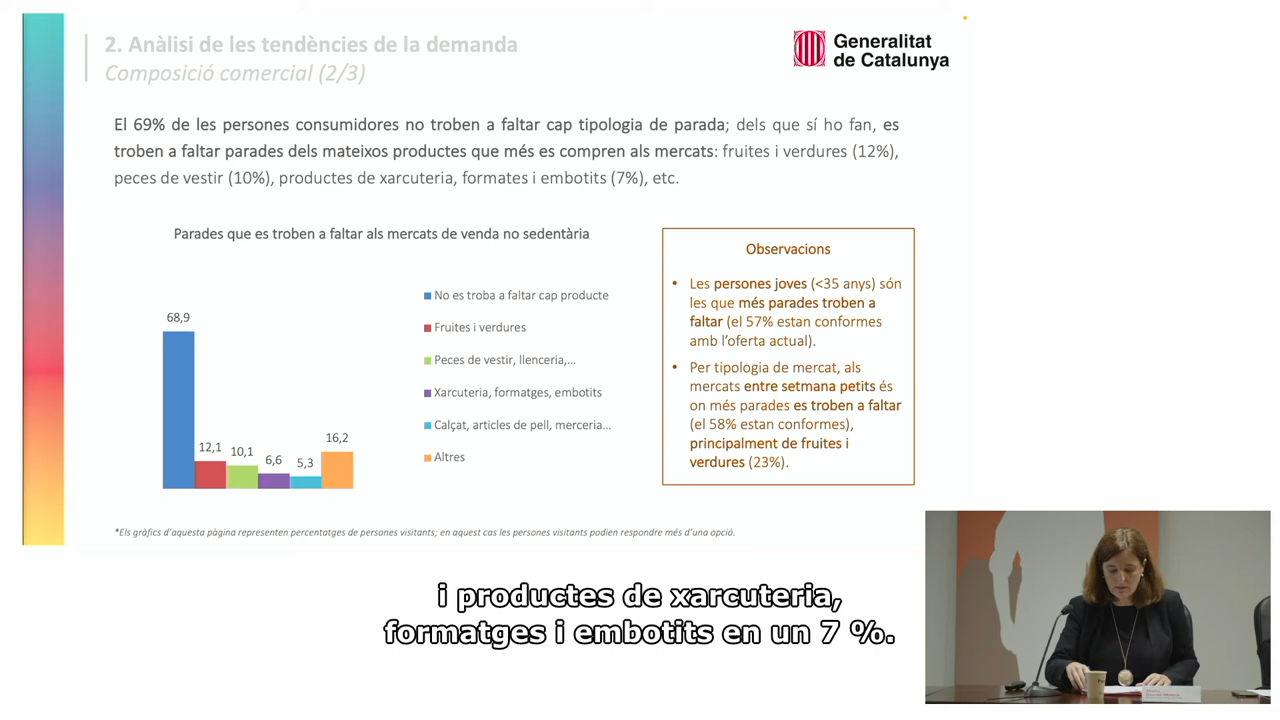 2. Anàlisi de les tendències de la demanda
Composició comercial (2/3)
Generalitat
de Catalunya
El 69% de les persones consumidores no troben a faltar cap tipologia de parada; dels que sí ho fan, es
troben a faltar parades dels mateixos productes que més es compren als mercats: fruites i verdures (12%),
peces de vestir (10%), productes de xarcuteria, formates i embotits (7%), etc.
Parades que es troben a faltar als mercats de venda no sedentària
68,9
12,1
10,1
6,6
5,3
16,2
No es troba a faltar cap producte
Fruites i verdures
Peces de vestir, llenceria,...
Xarcuteria, formatges, embotits
Calçat, articles de pell, merceria...
Altres
Observacions
• Les persones joves (<35 anys) són
les que més parades troben a
faltar (el 57% estan conformes
amb l'oferta actual).
• Per tipologia de mercat, als
mercats entre setmana petits és
on més parades es troben a faltar
(el 58% estan conformes),
principalment de fruites i
verdures (23%).
*Els gràfics d'aquesta pàgina representen percentatges de persones visitants; en aquest cas les persones visitants podien respondre més d'una opció.
i productes de xarcuteria,
formatges i embotits en un 7 %.